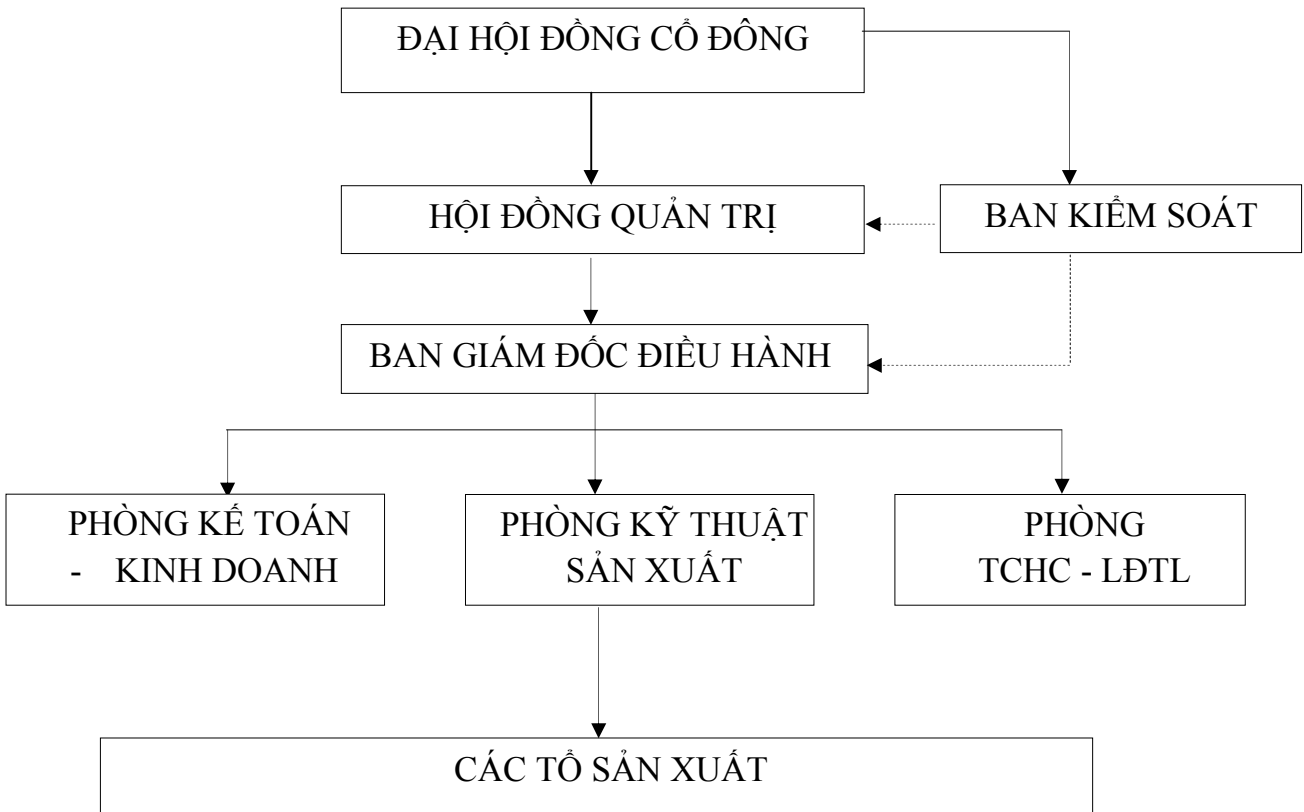 ĐẠI HỘI ĐỒNG CỔ ĐÔNG
HỘI ĐỒNG QUẢN TRỊ
BAN KIỂM SOÁT
BAN GIÁM ĐỐC ĐIỀU HÀNH
PHÒNG KẾ TOÁN
- KINH DOANH
PHÒNG KỸ THUẬT
SẢN XUẤT
PHÒNG
TCHC - LĐTL
CÁC TỔ SẢN XUẤT